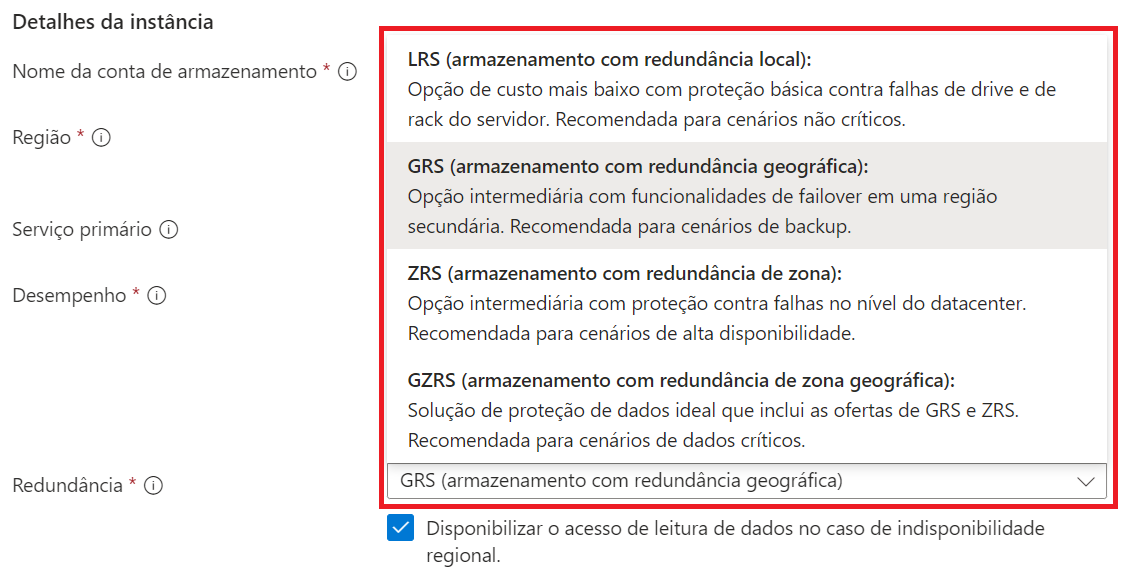 Detalhes da instância
Nome da conta de armazenamento *
Região *
Serviço primário
Desempenho *
LRS (armazenamento com redundância local):
Opção de custo mais baixo com proteção básica contra falhas de drive e de
rack do servidor. Recomendada para cenários não críticos.
GRS (armazenamento com redundância geográfica):
Opção intermediária com funcionalidades de failover em uma região
secundária. Recomendada para cenários de backup.
ZRS (armazenamento com redundância de zona):
Opção intermediária com proteção contra falhas no nível do datacenter.
Recomendada para cenários de alta disponibilidade.
GZRS (armazenamento com redundância de zona geográfica):
Solução de proteção de dados ideal que inclui as ofertas de GRS e ZRS.
Recomendada para cenários de dados críticos.
Redundância *
GRS (armazenamento com redundância geográfica)
Disponibilizar o acesso de leitura de dados no caso de indisponibilidade
regional.